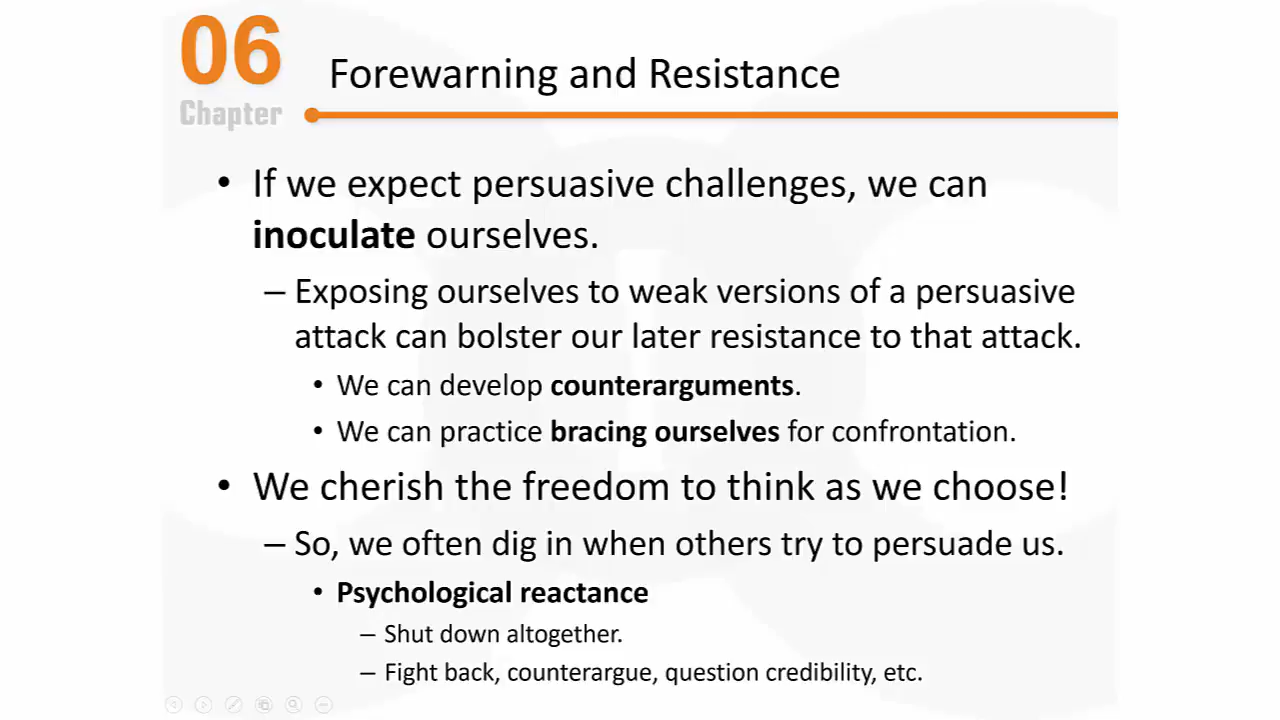 06
Chapter
Forewarning and Resistance
• If we expect persuasive challenges, we can
inoculate ourselves.
– Exposing ourselves to weak versions of a persuasive
attack can bolster our later resistance to that attack.
• We can develop counterarguments.
• We can practice bracing ourselves for confrontation.
• We cherish the freedom to think as we choose!
– So, we often dig in when others try to persuade us.
• Psychological reactance
– Shut down altogether.
– Fight back, counterargue, question credibility, etc.